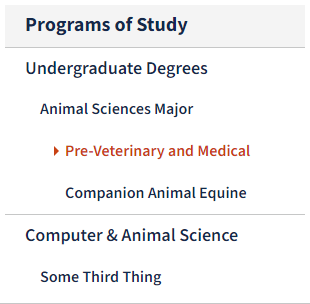 Programs of Study
Undergraduate Degrees
Animal Sciences Major
Pre-Veterinary and Medical
Companion Animal Equine
Computer & Animal Science
Some Third Thing